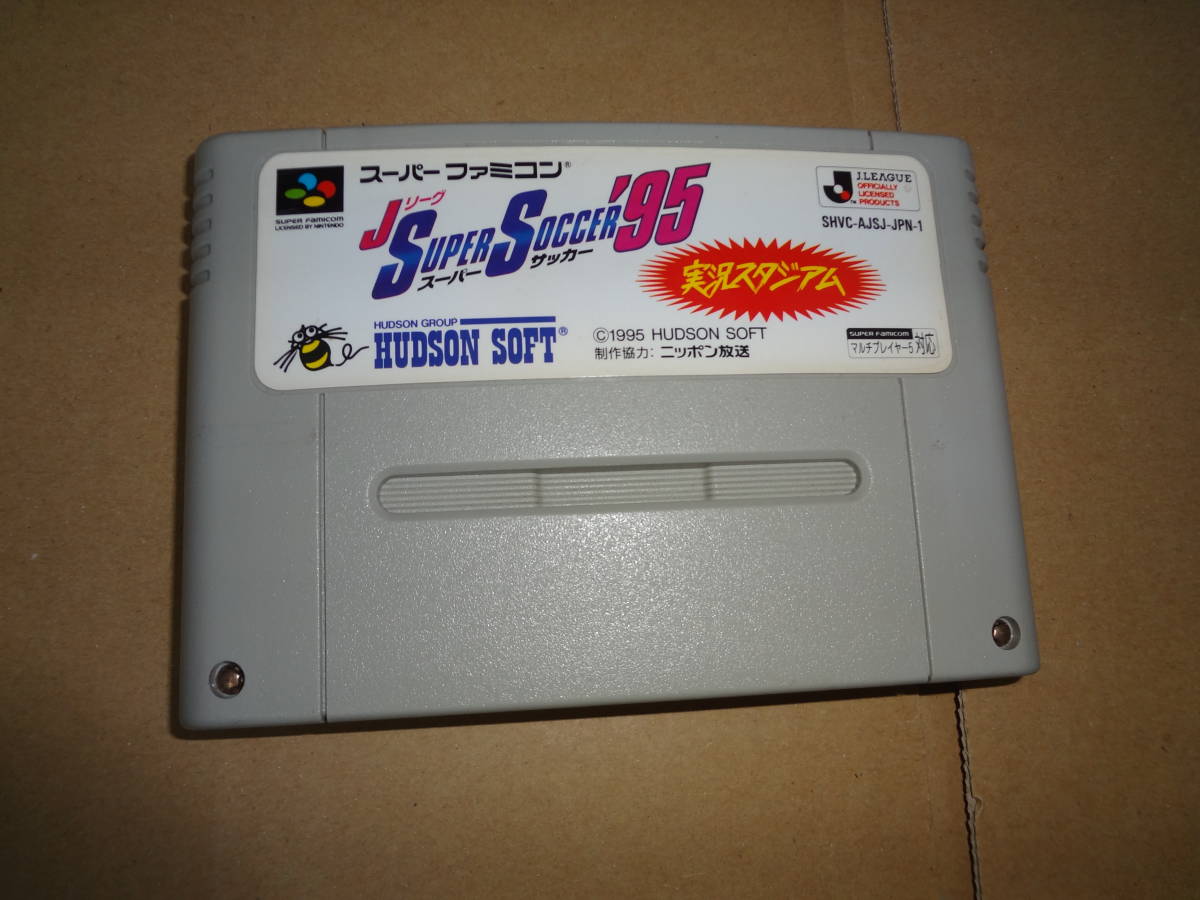 スーパーファミコン®
SUPER FAMICOM
LICENSED BY NINTENDO
Jリーグ
SUPER SOCCER '95
スーパー サッカー
実況スタジアム
J.LEAGUE
OFFICIALLY
LICENSED
PRODUCTS
TM
SHVC-AJSJ-JPN-1
HUDSON GROUP
HUDSON SOFT®
©1995 HUDSON SOFT
制作協力: ニッポン放送
SUPER FAMICOM
マルチプレイヤー5 対応